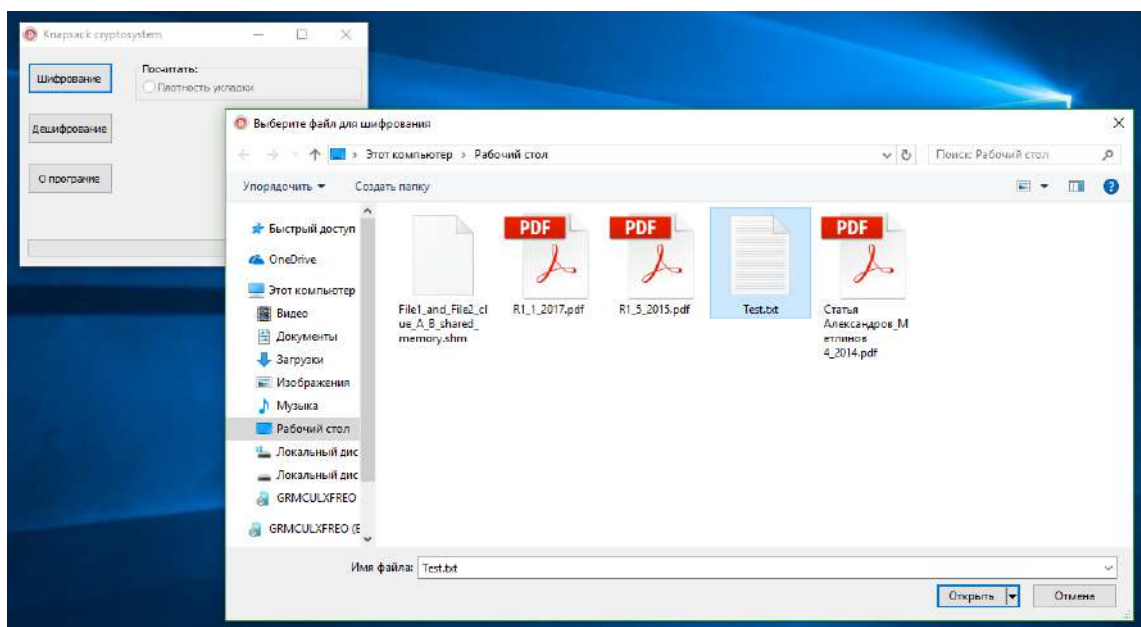 Knapsack cryptosystem
Шифрование
Посчитать:
Плотность укладки
Дешифрование
О програме
Выберите файл для шифрования
Этот компьютер › Рабочий стол
Поиск: Рабочий стол
Упорядочить
Создать папку
Быстрый доступ
OneDrive
Этот компьютер
Видео
Документы
Загрузки
Изображения
Музыка
Рабочий стол
Локальный дис
Локальный дис
GRMCULXFREO
GRMCULXFREO (E
File1_and_File2_cl
ue_A_B_shared_
memory.shm
PDF
R1_1_2017.pdf
PDF
R1_5_2015.pdf
Test.txt
PDF
Статья
Александров_М
етлинов
4_2014.pdf
Имя файла: Test.txt
Открыть
Отмена